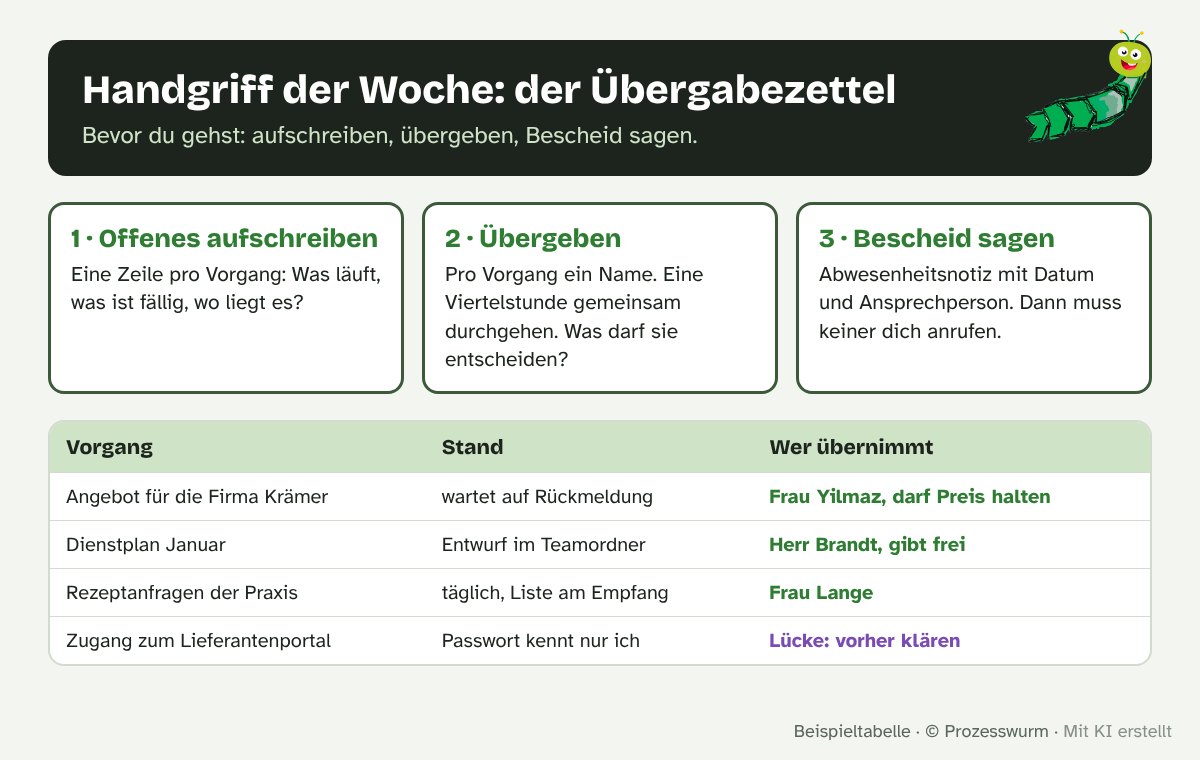 Handgriff der Woche: der Übergabezettel
Bevor du gehst: aufschreiben, übergeben, Bescheid sagen.
1 · Offenes aufschreiben
Eine Zeile pro Vorgang: Was läuft,
was ist fällig, wo liegt es?
2 · Übergeben
Pro Vorgang ein Name. Eine
Viertelstunde gemeinsam
durchgehen. Was darf sie
entscheiden?
3 · Bescheid sagen
Abwesenheitsnotiz mit Datum
und Ansprechperson. Dann muss
keiner dich anrufen.
Vorgang Stand Wer übernimmt
Angebot für die Firma Krämer wartet auf Rückmeldung Frau Yilmaz, darf Preis halten
Dienstplan Januar Entwurf im Teamordner Herr Brandt, gibt frei
Rezeptanfragen der Praxis täglich, Liste am Empfang Frau Lange
Zugang zum Lieferantenportal Passwort kennt nur ich Lücke: vorher klären
Beispieltabelle · © Prozesswurm · Mit KI erstellt